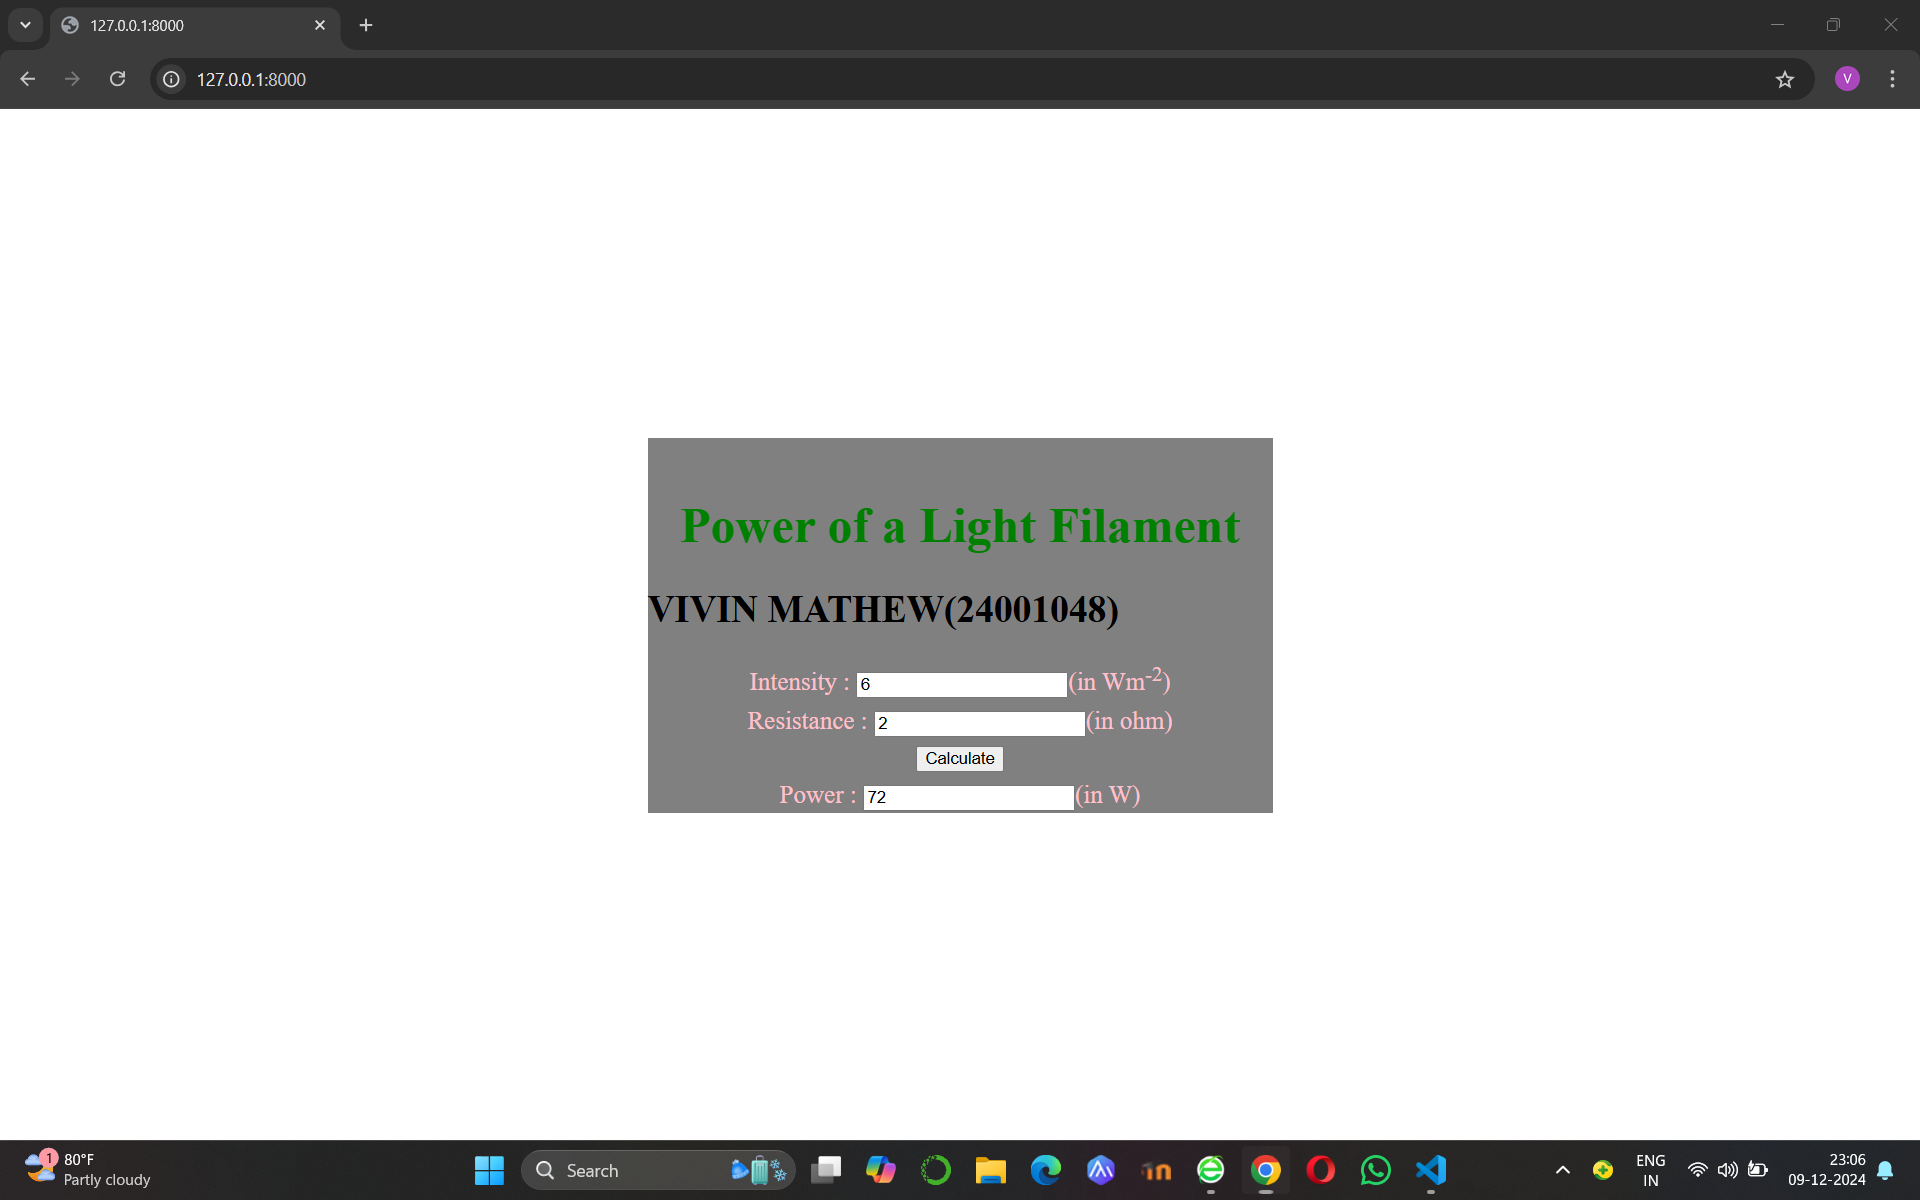 127.0.0.1:8000
127.0.0.1:8000
V
Power of a Light Filament
VIVIN MATHEW(24001048)
Intensity : 6 (in Wm-2)
Resistance : 2 (in ohm)
Calculate
Power : 72 (in W)
1
80°F
Partly cloudy
Search
ENG
IN
23:06
09-12-2024